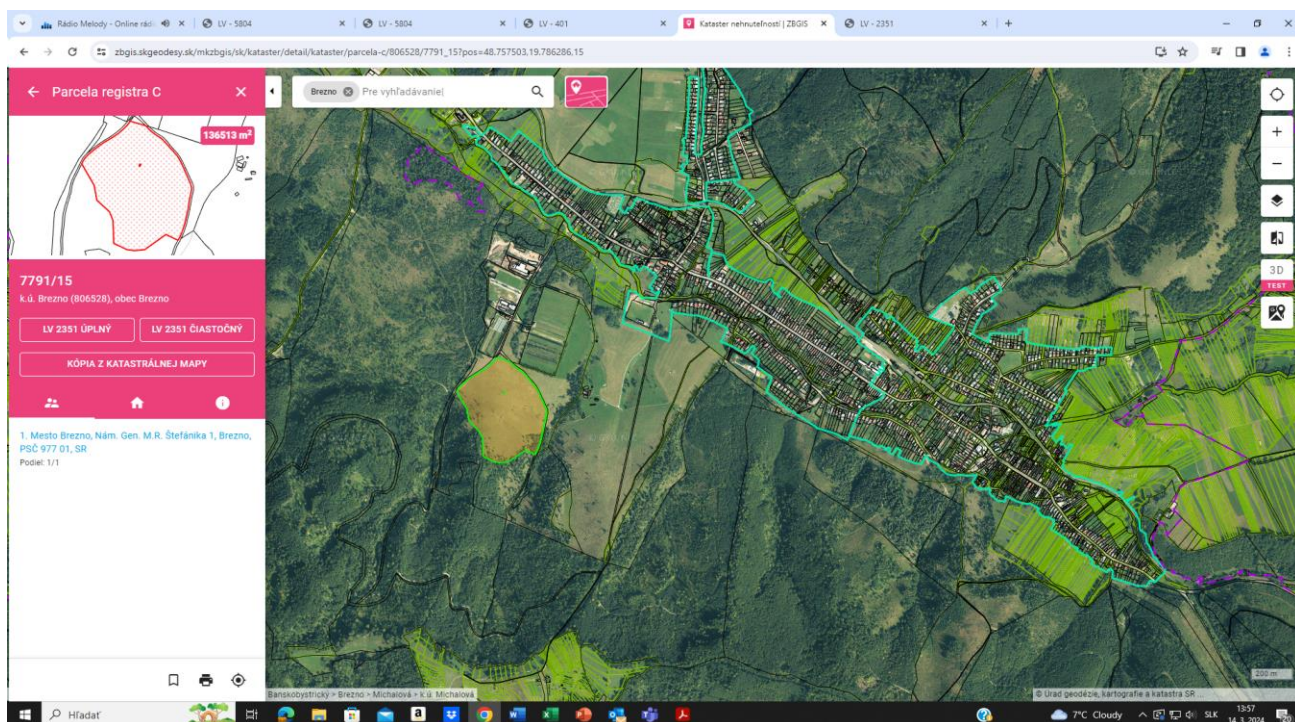 Rádio Melody - Online rádi
LV - 5804
LV - 5804
LV - 401
Kataster nehnuteľností | ZBGIS
LV - 2351
zbgis.skgeodesy.sk/mkzbgis/sk/kataster/detail/kataster/parcela-c/806528/7791_15?pos=48.757503,19.786286,15
Parcela registra C
Brezno
Pre vyhľadávanie
136513 m²
7791/15
k.ú. Brezno (806528), obec Brezno
LV 2351 ÚPLNÝ
LV 2351 ČIASTOČNÝ
KÓPIA Z KATASTRÁLNEJ MAPY
1. Mesto Brezno, Nám. Gen. M.R. Štefánika 1, Brezno,
PSČ 977 01, SR
Podiel: 1/1
3D
TEST
200 m
Banskobystrický > Brezno > Michalová > k.ú. Michalová
© Úrad geodézie, kartografie a katastra SR ...
Hľadať
7°C Cloudy
SLK
13:57
14. 3. 2024